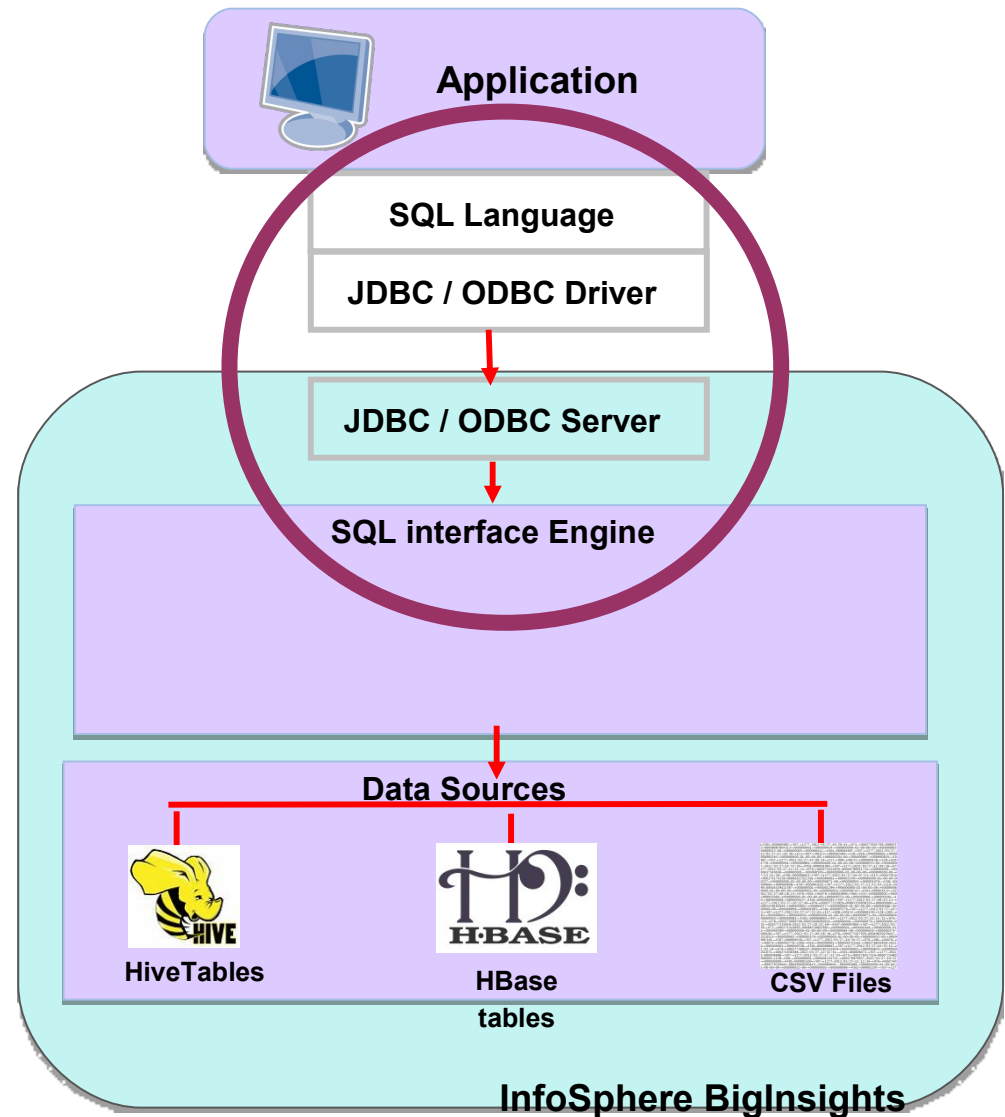 Application
SQL Language
JDBC / ODBC Driver
JDBC / ODBC Server
SQL interface Engine
Data Sources
HIVE
H·BASE
HiveTables
HBase
tables
CSV Files
InfoSphere BigInsights